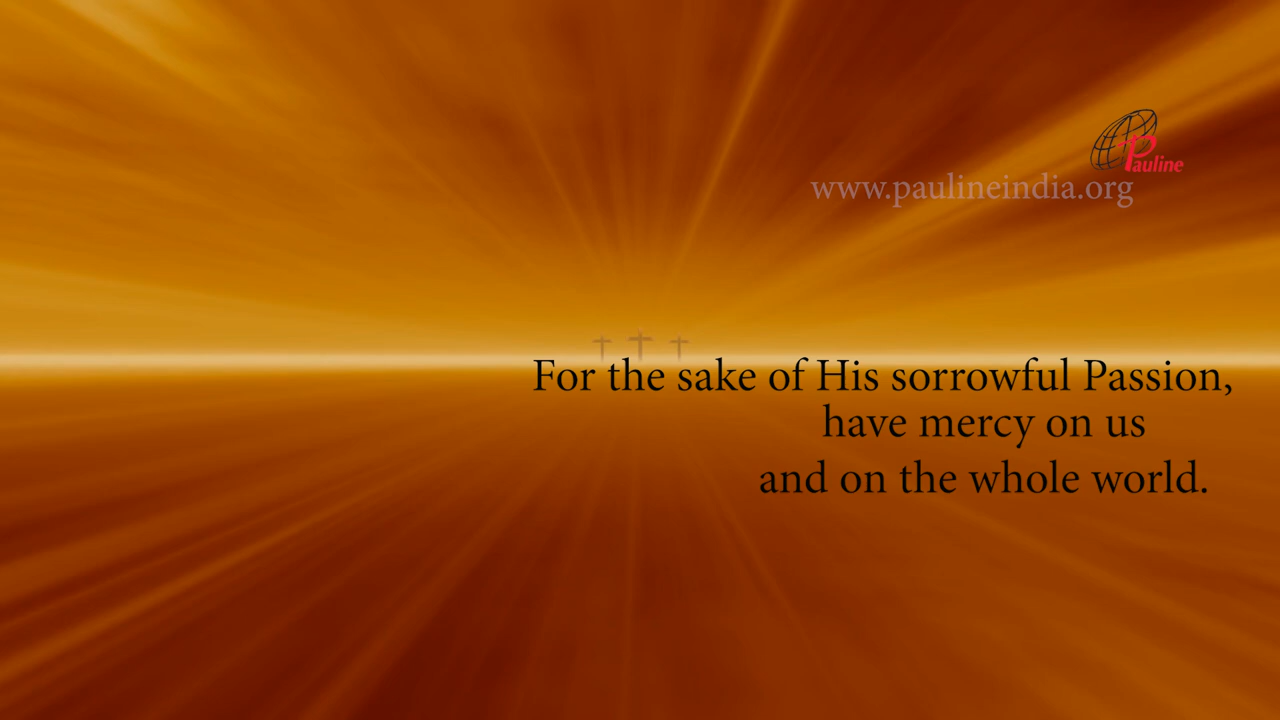 Pauline
www.paulineindia.org
For the sake of His sorrowful Passion,
have mercy on us
and on the whole world.